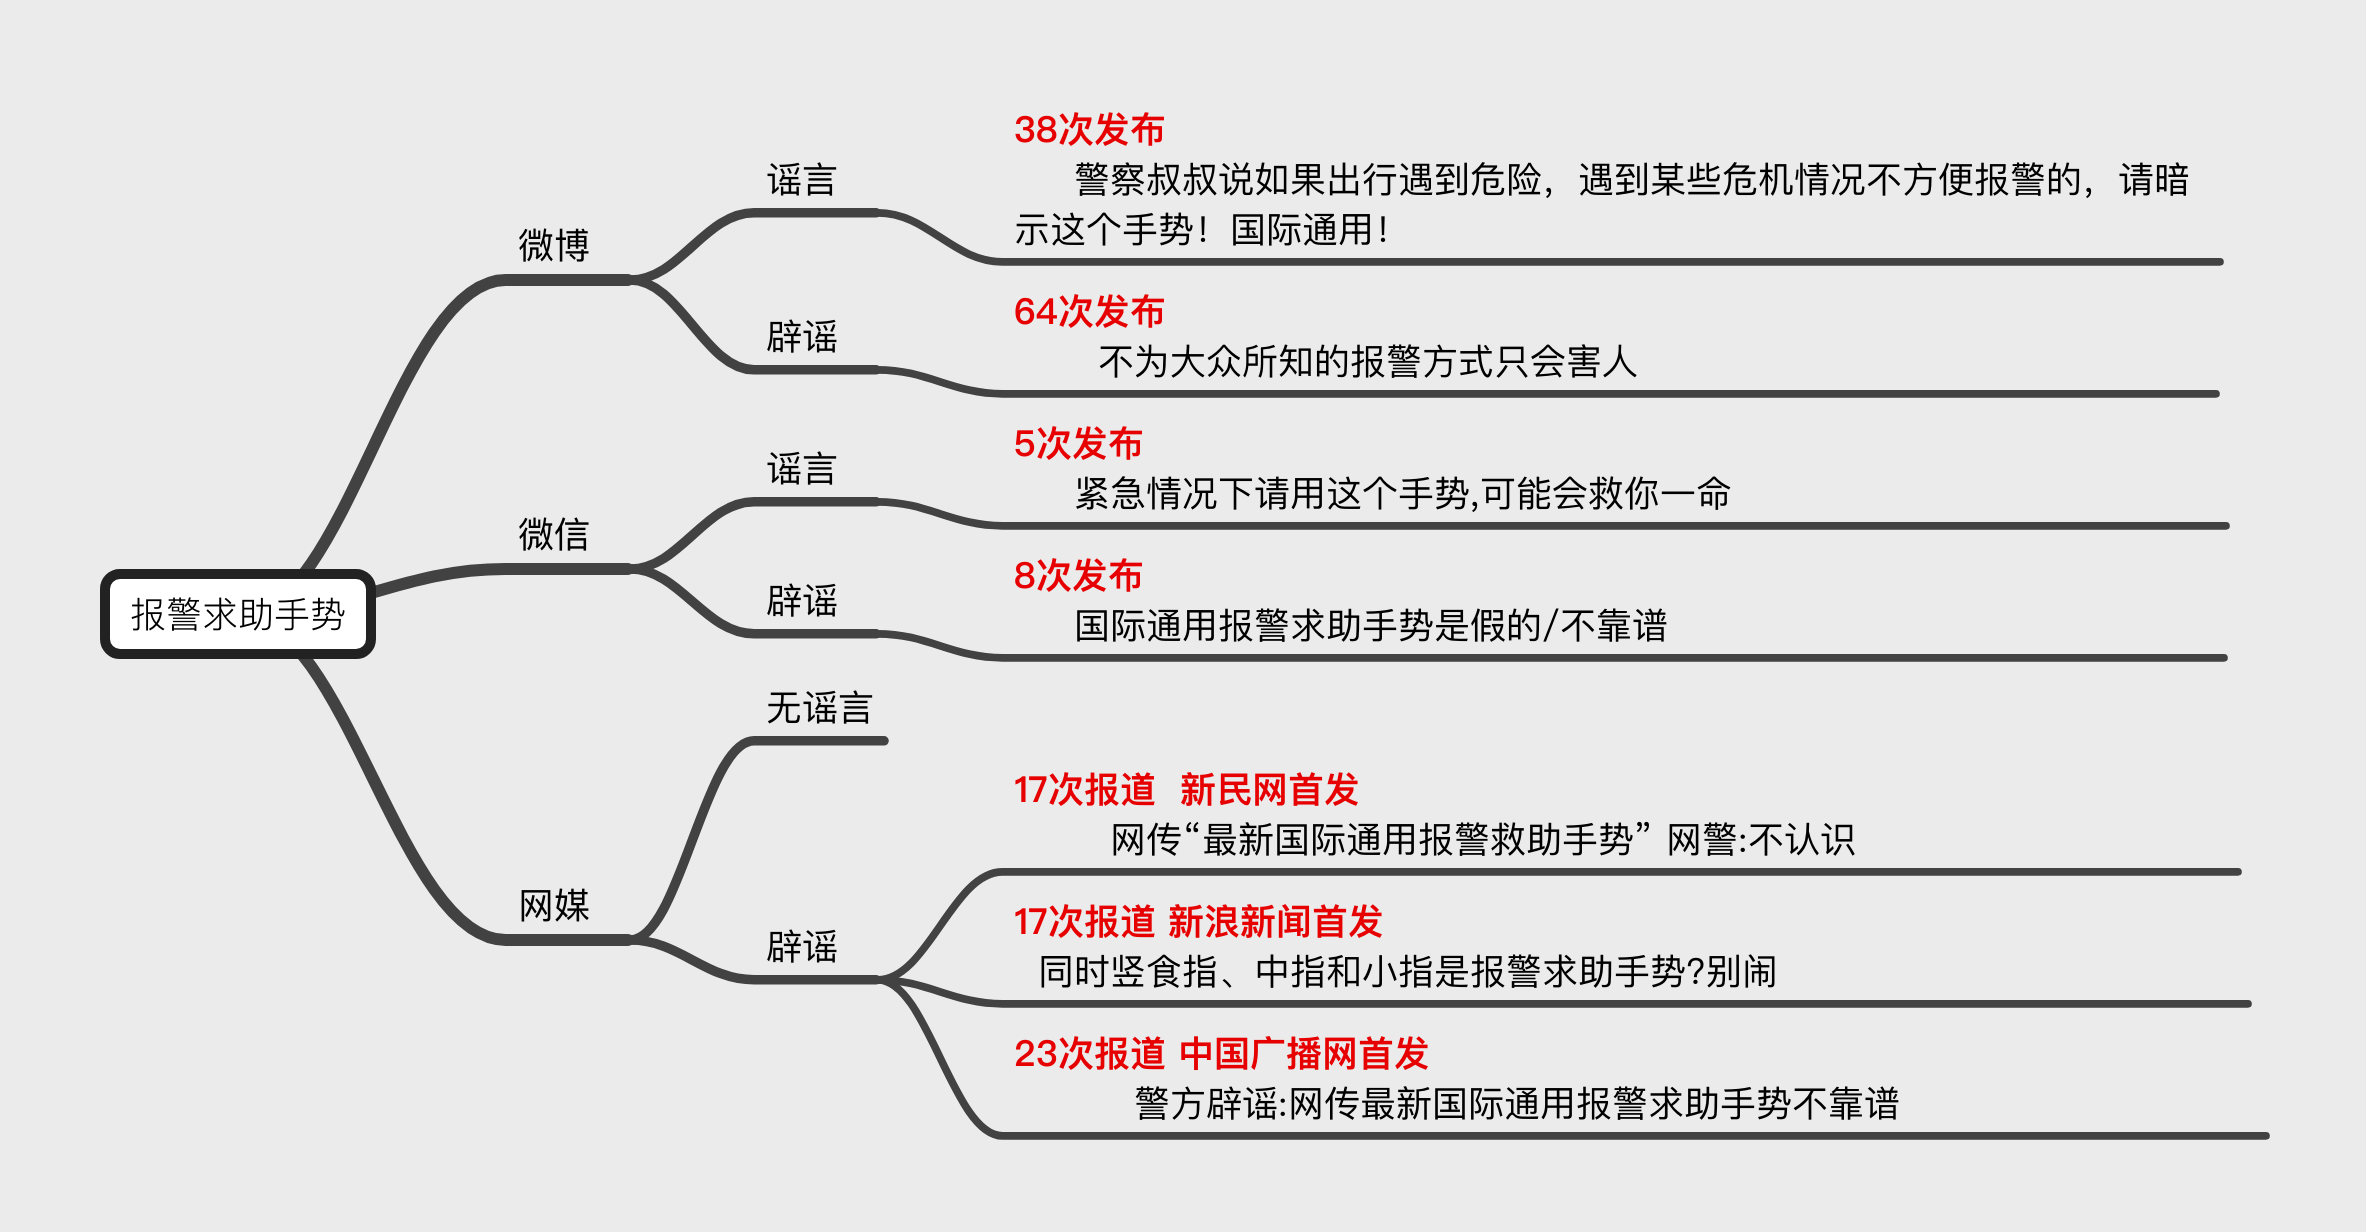 报警求助手势
微博
谣言
38次发布
警察叔叔说如果出行遇到危险，遇到某些危机情况不方便报警的，请暗
示这个手势！国际通用！
辟谣
64次发布
不为大众所知的报警方式只会害人
微信
谣言
5次发布
紧急情况下请用这个手势,可能会救你一命
辟谣
8次发布
国际通用报警求助手势是假的/不靠谱
网媒
无谣言
辟谣
17次报道 新民网首发
网传“最新国际通用报警救助手势” 网警:不认识
17次报道 新浪新闻首发
同时竖食指、中指和小指是报警求助手势?别闹
23次报道 中国广播网首发
警方辟谣:网传最新国际通用报警求助手势不靠谱